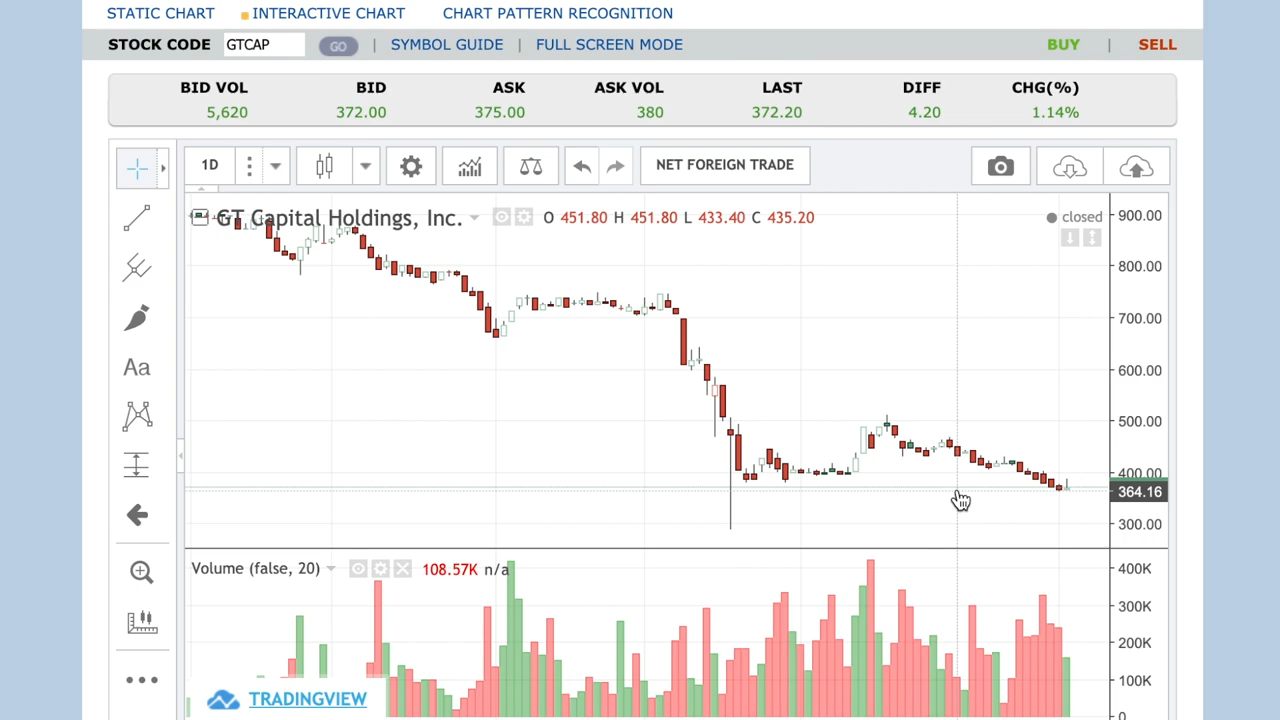 STATIC CHART INTERACTIVE CHART CHART PATTERN RECOGNITION
STOCK CODE GTCAP GO | SYMBOL GUIDE | FULL SCREEN MODE BUY | SELL
BID VOL BID ASK ASK VOL LAST DIFF CHG(%)
5,620 372.00 375.00 380 372.20 4.20 1.14%
1D NET FOREIGN TRADE
GT Capital Holdings, Inc. O 451.80 H 451.80 L 433.40 C 435.20 closed
900.00
800.00
700.00
600.00
500.00
400.00
364.16
300.00
Aa
Volume (false, 20) 108.57K n/a
400K
300K
200K
100K
0
TRADINGVIEW